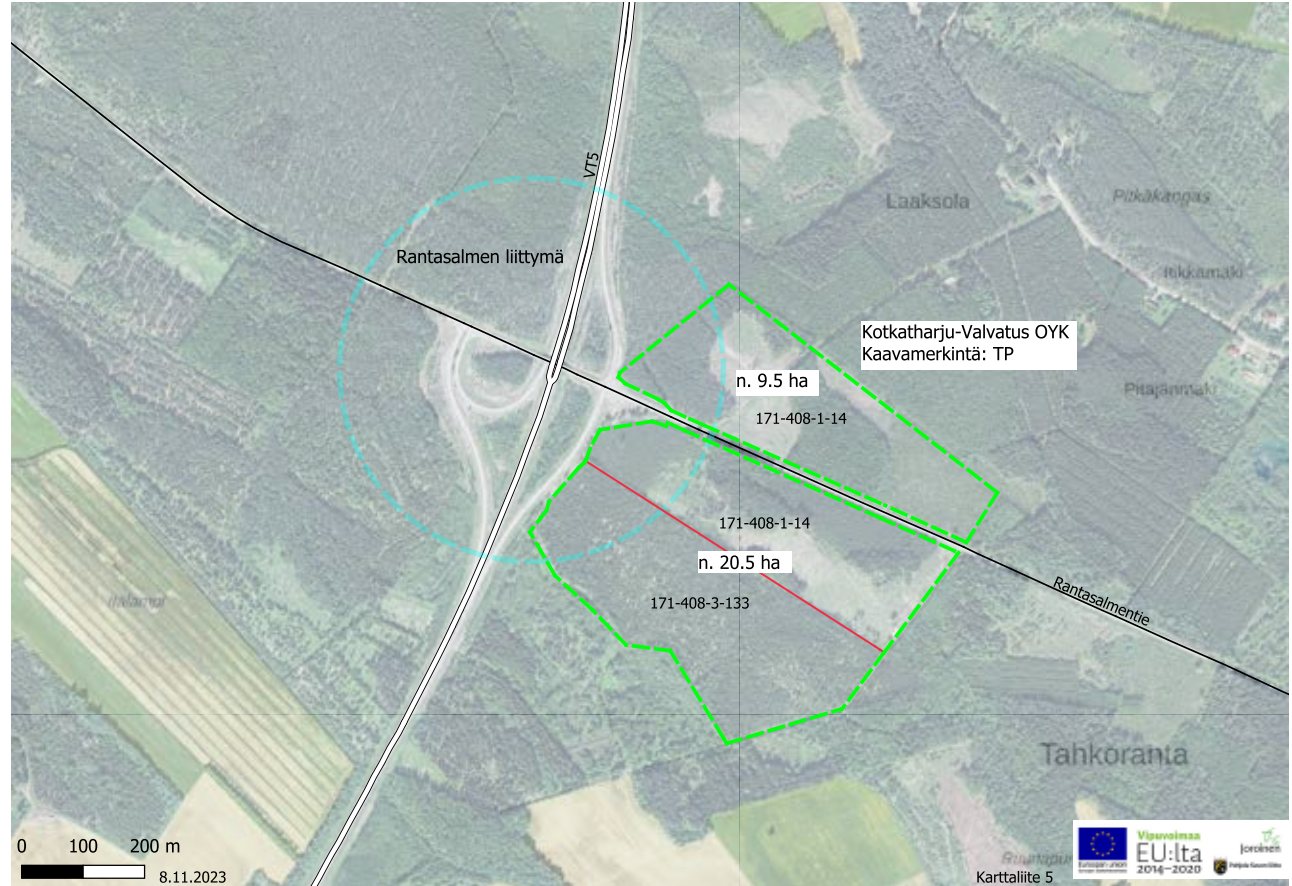 VT5
Laaksola
Pitkäkangas
Rantasalmen liittymä
Kotkatharju-Valvatus OYK
Kaavamerkintä: TP
n. 9.5 ha
Pitäjänmäki
171-408-1-14
171-408-1-14
n. 20.5 ha
171-408-3-133
Rantasalmentie
Tahkoranta
0 100 200 m
8.11.2023
Karttaliite 5
Vipuvoimaa
EU:lta
2014–2020
Joroinen